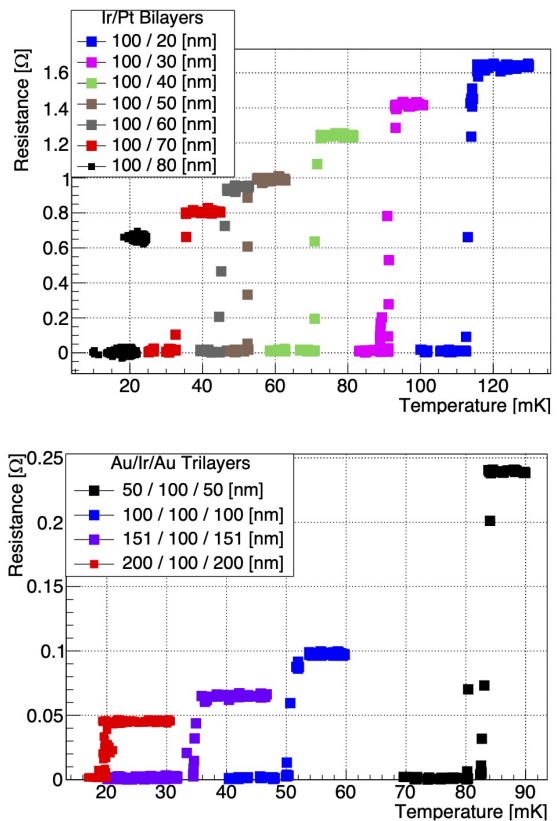 Ir/Pt Bilayers
100 / 20 [nm]
100 / 30 [nm]
100 / 40 [nm]
100 / 50 [nm]
100 / 60 [nm]
100 / 70 [nm]
100 / 80 [nm]
Resistance [Ω]
1.6
1.4
1.2
1
0.8
0.6
0.4
0.2
0
20 40 60 80 100 120
Temperature [mK]
Au/Ir/Au Trilayers
50 / 100 / 50 [nm]
100 / 100 / 100 [nm]
151 / 100 / 151 [nm]
200 / 100 / 200 [nm]
Resistance [Ω]
0.25
0.2
0.15
0.1
0.05
0
20 30 40 50 60 70 80 90
Temperature [mK]